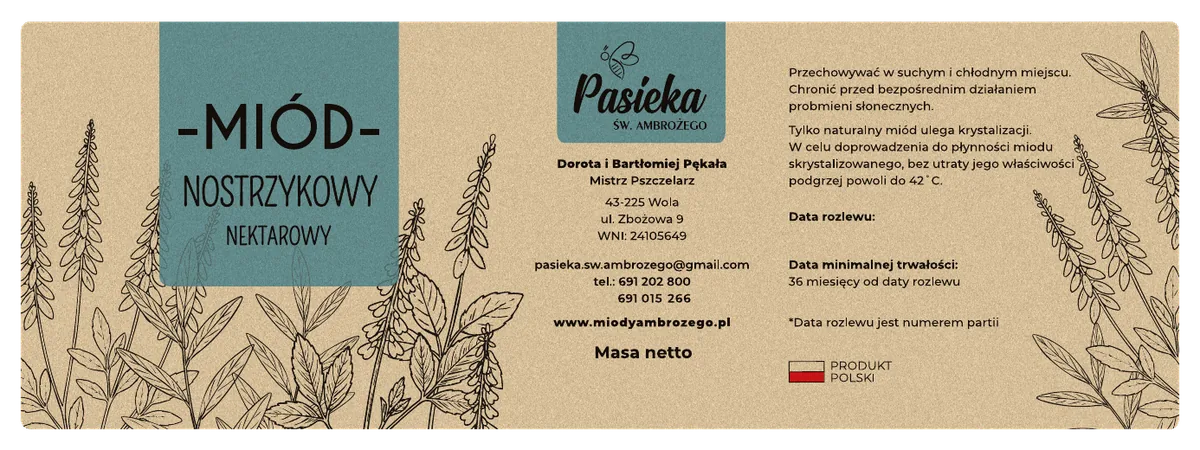 -MIÓD-
NOSTRZYKOWY
NEKTAROWY
Pasieka
ŚW. AMBROŻEGO
Dorota i Bartłomiej Pękała
Mistrz Pszczelarz
43-225 Wola
ul. Zbożowa 9
WNI: 24105649
pasieka.sw.ambrozego@gmail.com
tel.: 691 202 800
691 015 266
www.miodyambrozego.pl
Masa netto
Przechowywać w suchym i chłodnym miejscu.
Chronić przed bezpośrednim działaniem
probmieni słonecznych.
Tylko naturalny miód ulega krystalizacji.
W celu doprowadzenia do płynności miodu
skrystalizowanego, bez utraty jego właściwości
podgrzej powoli do 42˚C.
Data rozlewu:
Data minimalnej trwałości:
36 miesięcy od daty rozlewu
*Data rozlewu jest numerem partii
PRODUKT
POLSKI